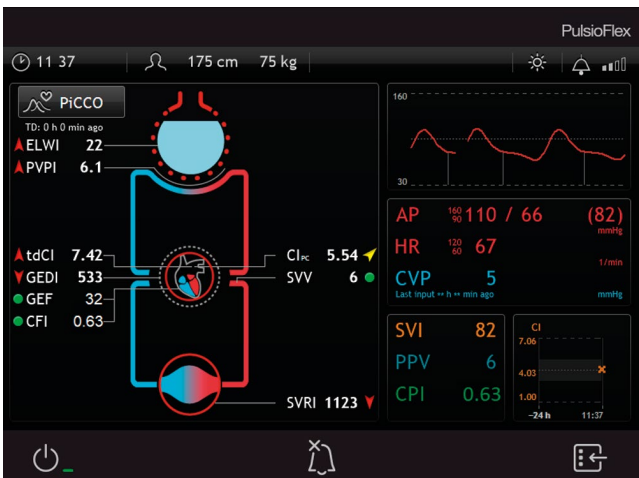 PulsioFlex
11 37 175 cm 75 kg
PiCCO
TD: 0 h 0 min ago
ELWI 22
PVPI 6.1
tdCI 7.42
GEDI 533
GEF 32
CFI 0.63
CIPC 5.54
SVV 6
SVRI 1123
160
30
AP 160 90 110 / 66 (82)
mmHg
HR 120 60 67
1/min
CVP 5
Last input -- h -- min ago mmHg
SVI 82
PPV 6
CPI 0.63
CI
7.06
4.03
1.00
-24 h 11:37